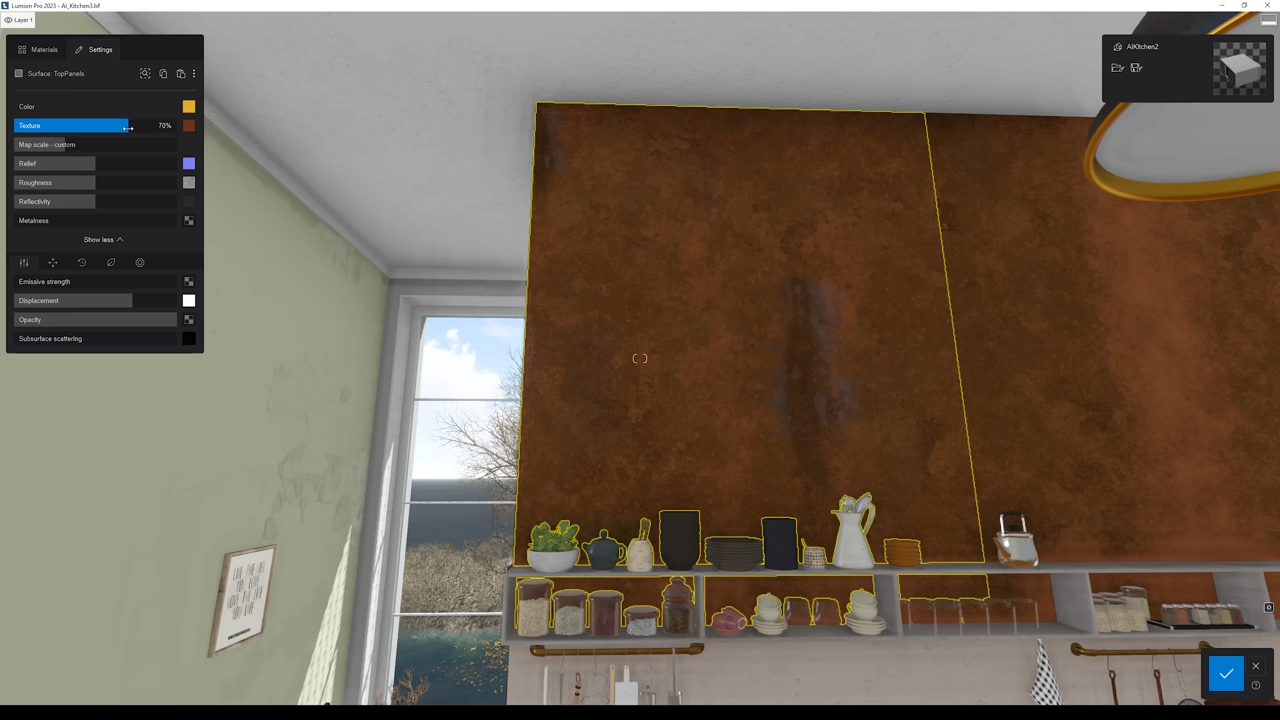 Lumion Pro 2023 - AI_Kitchen3.lsf
Layer 1
Materials
Settings
AIKitchen2
Surface: TopPanels
Color
Texture 70%
Map scale - custom
Relief
Roughness
Reflectivity
Metalness
Show less
Emissive strength
Displacement
Opacity
Subsurface scattering